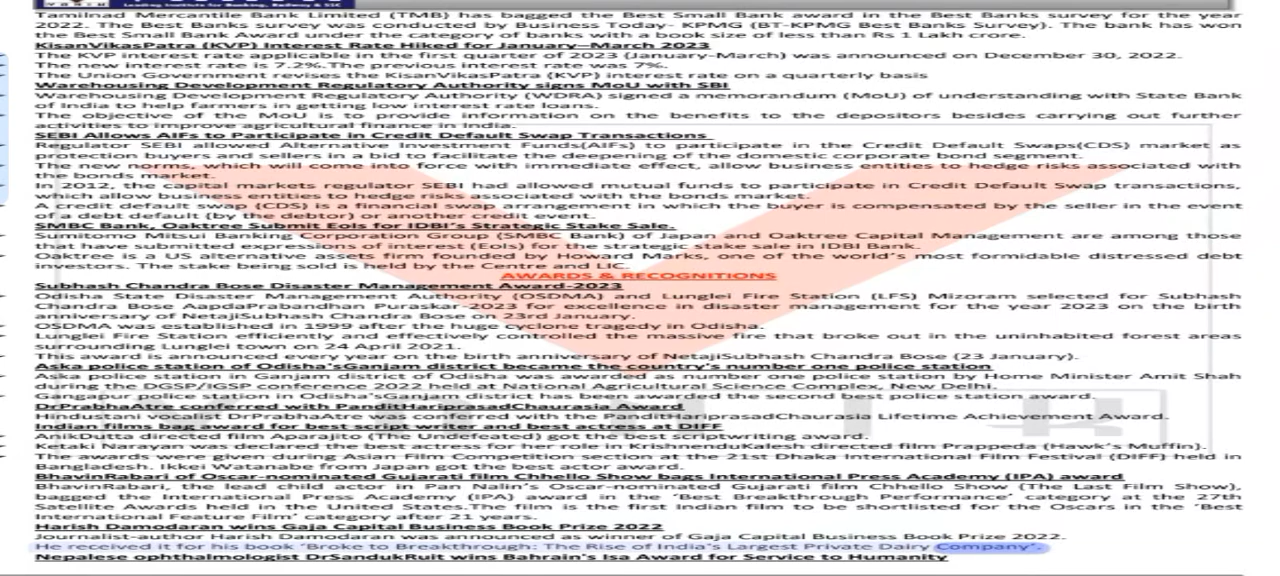 Leading Institute for Banking, Railway & SSC
Tamilnad Mercantile Bank Limited (TMB) has bagged the Best Small Bank award in the Best Banks survey for the year
2022. The Best Banks survey was conducted by Business Today- KPMG (BT-KPMG Best Banks Survey). The bank has won
the Best Small Bank Award under the category of banks with a book size of less than Rs 1 Lakh crore.
KisanVikasPatra (KVP) Interest Rate Hiked for January–March 2023
The KVP interest rate applicable in the first quarter of 2023 (January-March) was announced on December 30, 2022.
The new interest rate is 7.2%.The previous interest rate was 7%.
The Union Government revises the KisanVikasPatra (KVP) interest rate on a quarterly basis
Warehousing Development Regulatory Authority signs MoU with SBI
Warehousing Development Regulatory Authority (WDRA) signed a memorandum (MoU) of understanding with State Bank
of India to help farmers in getting low interest rate loans.
The objective of the MoU is to provide information on the benefits to the depositors besides carrying out further
activities to improve agricultural finance in India.
SEBI Allows AIFs to Participate in Credit Default Swap Transactions
Regulator SEBI allowed Alternative Investment Funds(AIFs) to participate in the Credit Default Swaps(CDS) market as
protection buyers and sellers in a bid to facilitate the deepening of the domestic corporate bond segment.
The new norms, which will come into force with immediate effect, allow business entities to hedge risks associated with
the bonds market.
In 2012, the capital markets regulator SEBI had allowed mutual funds to participate in Credit Default Swap transactions,
which allow business entities to hedge risks associated with the bonds market.
A credit default swap (CDS) is a financial swap arrangement in which the buyer is compensated by the seller in the event
of a debt default (by the debtor) or another credit event.
SMBC Bank, Oaktree Submit EoIs for IDBI's Strategic Stake Sale.
Sumitomo Mitsui Banking Corporation Group (SMBC Bank) of Japan and Oaktree Capital Management are among those
that have submitted expressions of interest (EoIs) for the strategic stake sale in IDBI Bank.
Oaktree is a US alternative assets firm founded by Howard Marks, one of the world's most formidable distressed debt
investors. The stake being sold is held by the Centre and LIC.
AWARDS & RECOGNITIONS
Subhash Chandra Bose Disaster Management Award-2023
Odisha State Disaster Management Authority (OSDMA) and Lunglei Fire Station (LFS) Mizoram selected for Subhash
Chandra Bose AapdaPrabandhan Puraskar-2023 for excellence in disaster management for the year 2023 on the birth
anniversary of NetajiSubhash Chandra Bose on 23rd January.
OSDMA was established in 1999 after the huge cyclone tragedy in Odisha.
Lunglei Fire Station efficiently and effectively controlled the massive fire that broke out in the uninhabited forest areas
surrounding Lunglei town on 24 April 2021.
This award is announced every year on the birth anniversary of NetajiSubhash Chandra Bose (23 January).
Aska police station of Odisha'sGanjam district became the country's number one police station.
Aska police station in Ganjam district of Odisha was awarded as number one police station by Home Minister Amit Shah
during the DGSP/IGSP conference 2022 held at National Agricultural Science Complex, New Delhi.
Gangapur police station in Odisha'sGanjam district has been awarded the second best police station award.
DrPrabhaAtre conferred with PanditHariprasadChaurasia Award
Hindustani vocalist DrPrabhaAtre was conferred with the PanditHariprasadChaurasia Lifetime Achievement Award.
Indian films bag award for best script writer and best actress at DIFF
AnikDutta directed film Aparajito (The Undefeated) got the best scriptwriting award.
Ketaki Narayan was declared the best actress for her role in KrishnenduKalesh directed film Prappeda (Hawk's Muffin).
The awards were given during Asian Film Competition section at the 21st Dhaka International Film Festival (DIFF) held in
Bangladesh. Ikkei Watanabe from Japan got the best actor award.
BhavinRabari of Oscar-nominated Gujarati film Chhello Show bags International Press Academy (IPA) award
BhavinRabari, the lead child actor in Pan Nalin's Oscar-nominated Gujarati film Chhello Show (The Last Film Show),
bagged the International Press Academy (IPA) award in the 'Best Breakthrough Performance' category at the 27th
Satellite Awards held in the United States.The film is the first Indian film to be shortlisted for the Oscars in the 'Best
International Feature Film' category after 21 years.
Harish Damodaran wins Gaja Capital Business Book Prize 2022
Journalist-author Harish Damodaran was announced as winner of Gaja Capital Business Book Prize 2022.
He received it for his book 'Broke to Breakthrough: The Rise of India's Largest Private Dairy Company'.
Nepalese ophthalmologist DrSandukRuit wins Bahrain's Isa Award for Service to Humanity